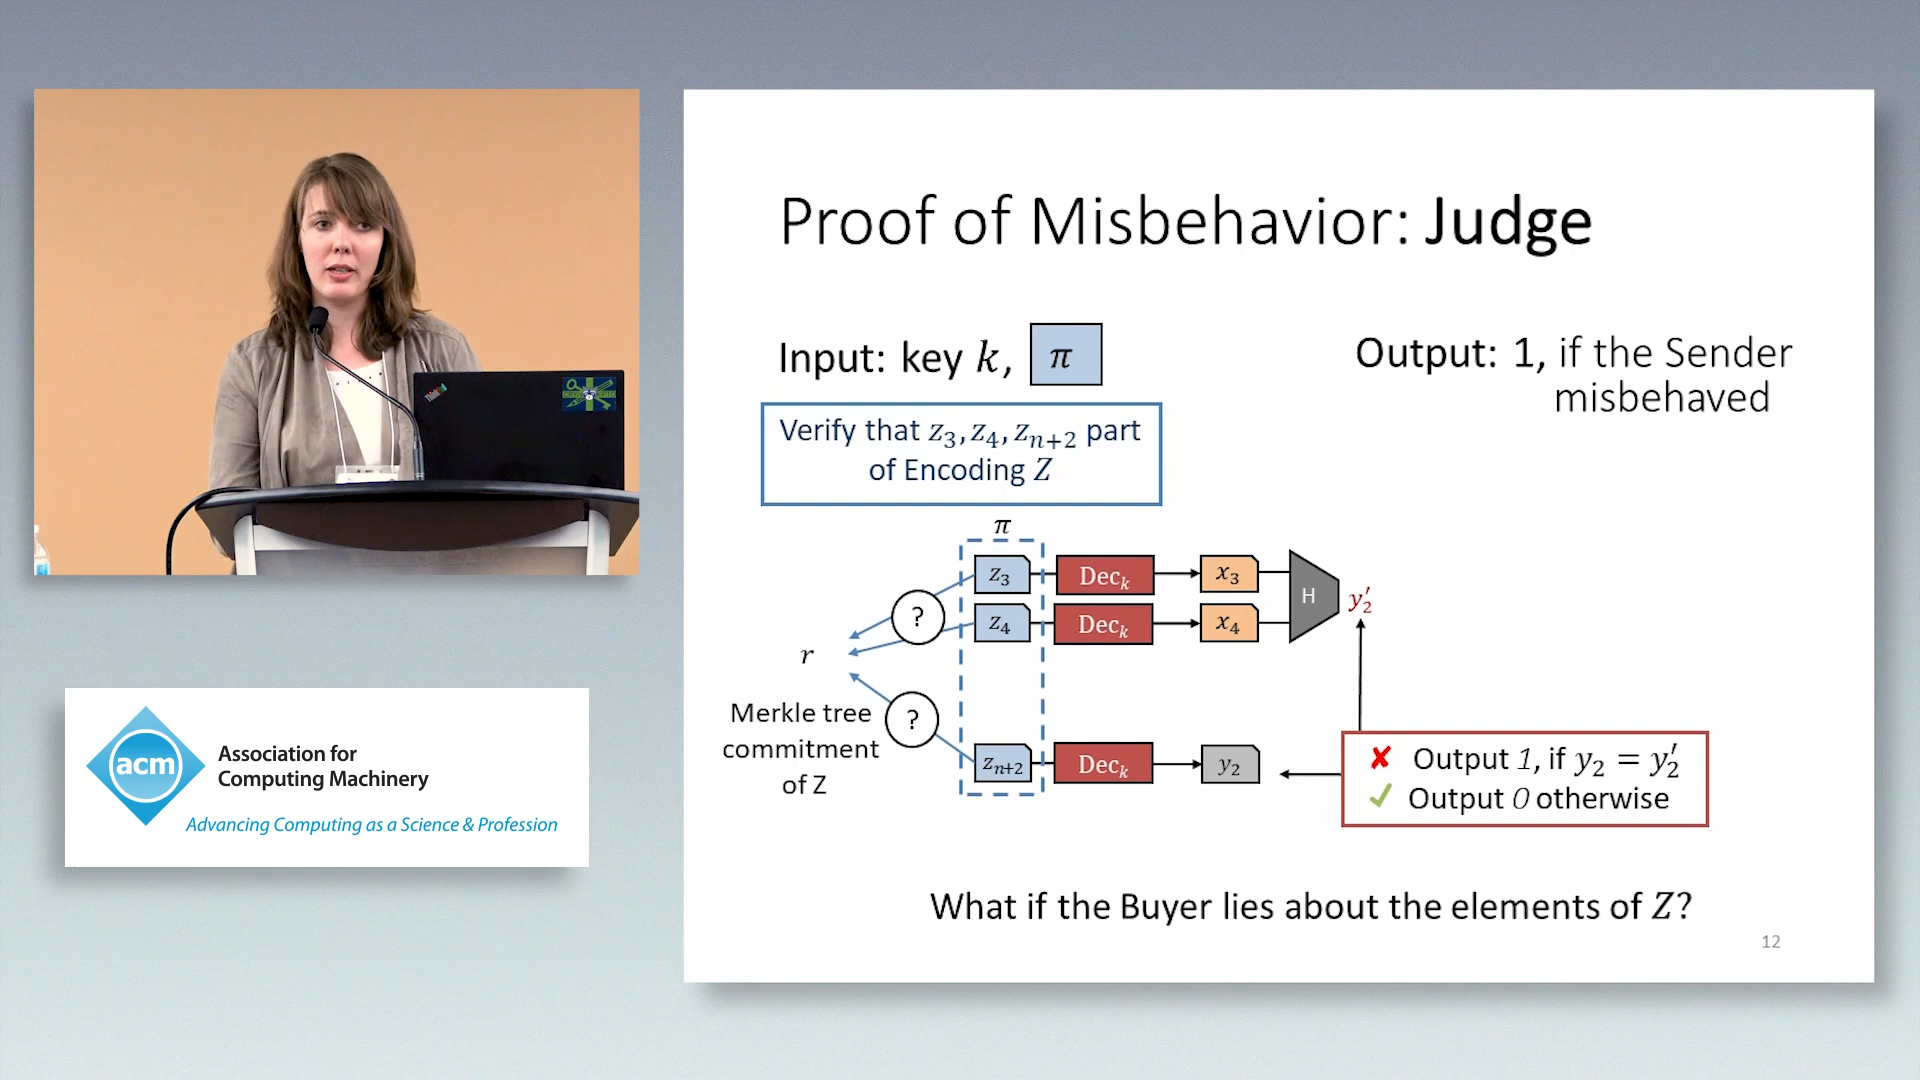 Proof of Misbehavior: Judge
Input: key k, π
Output: 1, if the Sender
misbehaved
Verify that z₃, z₄, zₙ₊₂ part
of Encoding Z
π
z₃ Decₖ x₃
H
y₂′
z₄ Decₖ x₄
?
r
Merkle tree
commitment
of Z
?
zₙ₊₂ Decₖ y₂
✘ Output 1, if y₂ = y₂′
✓ Output 0 otherwise
What if the Buyer lies about the elements of Z?
12
ThinkPad
acm
Association for
Computing Machinery
Advancing Computing as a Science & Profession